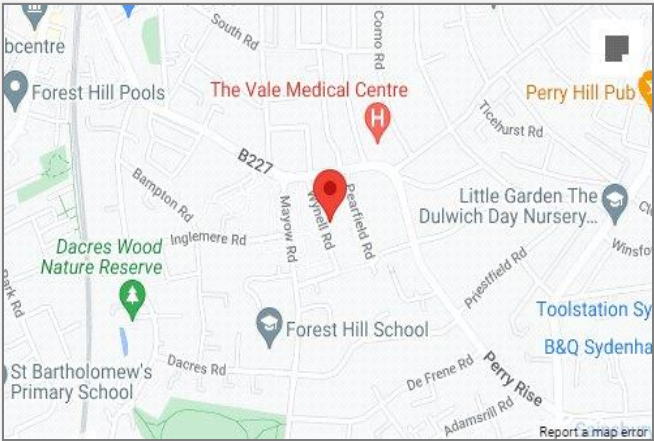 South Rd
Como Rd
bcentre
Forest Hill Pools
The Vale Medical Centre
Perry Hill Pub
Ticehurst Rd
B227
Bampton Rd
Mayow Rd
Wynell Rd
Pearfield Rd
Little Garden The
Dulwich Day Nursery...
Inglemere Rd
Dacres Wood
Nature Reserve
Winsfo
Priestfield Rd
Park Rd
Toolstation Sy
Forest Hill School
B&Q Sydenha
St Bartholomew's
Primary School
Dacres Rd
De Frene Rd
Perry Rise
Adamsrill Rd
Report a map error